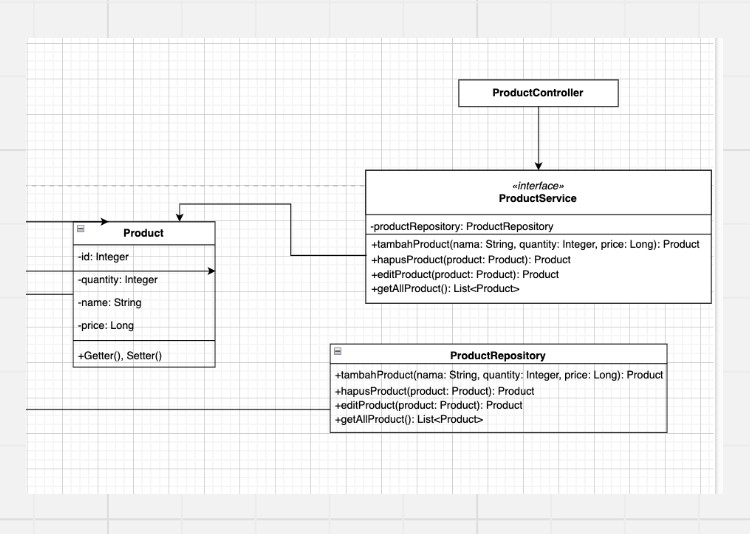 ProductController
«interface»
ProductService
-productRepository: ProductRepository
+tambahProduct(nama: String, quantity: Integer, price: Long): Product
+hapusProduct(product: Product): Product
+editProduct(product: Product): Product
+getAllProduct(): List<Product>
Product
-id: Integer
-quantity: Integer
-name: String
-price: Long
+Getter(), Setter()
ProductRepository
+tambahProduct(nama: String, quantity: Integer, price: Long): Product
+hapusProduct(product: Product): Product
+editProduct(product: Product): Product
+getAllProduct(): List<Product>